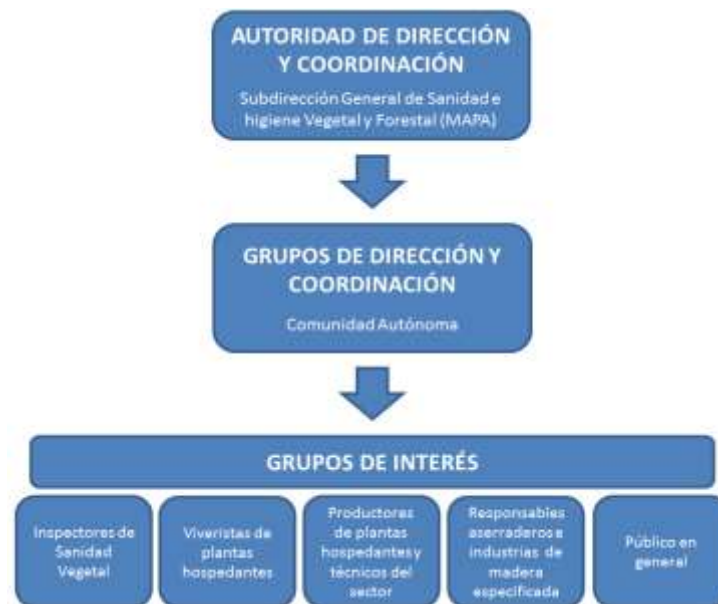 AUTORIDAD DE DIRECCIÓN
Y COORDINACIÓN
Subdirección General de Sanidad e
higiene Vegetal y Forestal (MAPA)
GRUPOS DE DIRECCIÓN Y
COORDINACIÓN
Comunidad Autónoma
GRUPOS DE INTERÉS
Inspectores de
Sanidad
Vegetal
Viveristas de
plantas
hospedantes
Productores
de plantas
hospedantes y
técnicos del
sector
Responsables
aserraderos e
industrias de
madera
especificada
Público en
general